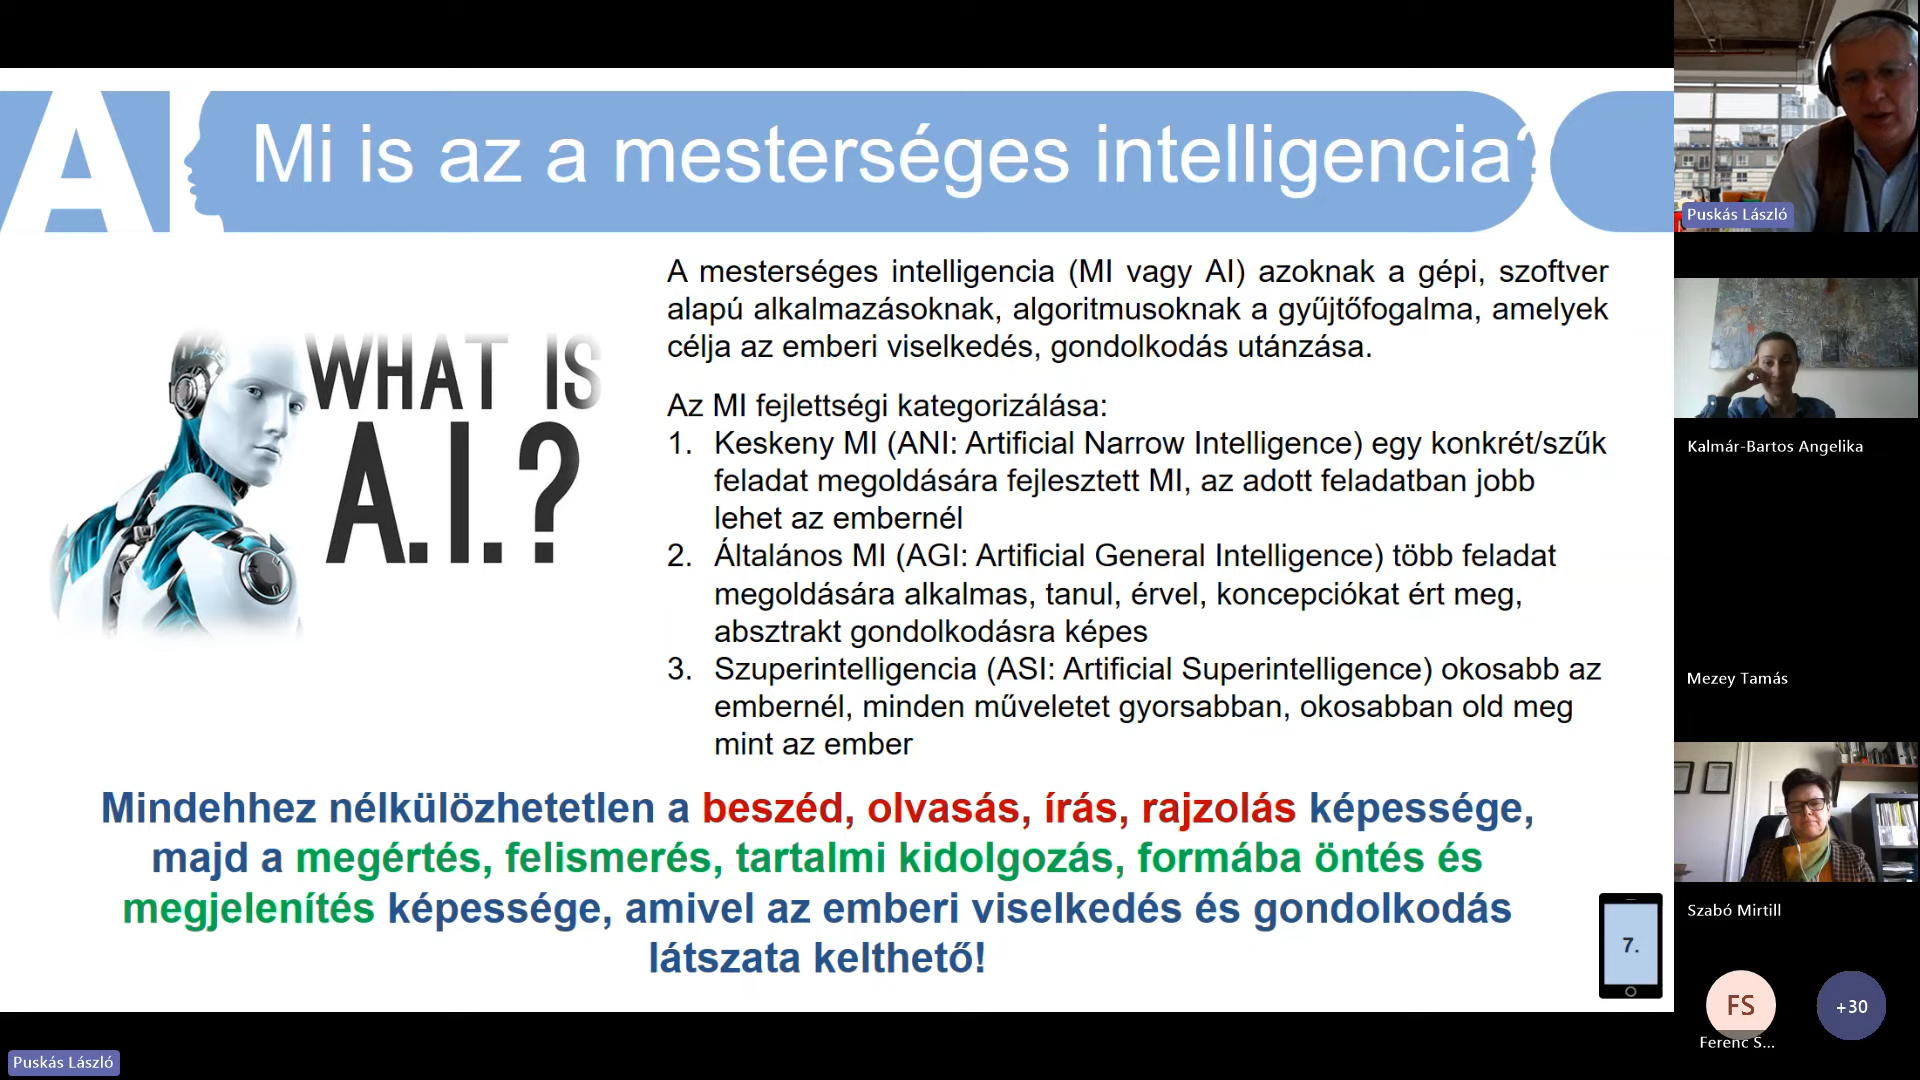 A
Mi is az a mesterséges intelligencia?
WHAT IS
A.I.?
A mesterséges intelligencia (MI vagy AI) azoknak a gépi, szoftver
alapú alkalmazásoknak, algoritmusoknak a gyűjtőfogalma, amelyek
célja az emberi viselkedés, gondolkodás utánzása.
Az MI fejlettségi kategorizálása:
1. Keskeny MI (ANI: Artificial Narrow Intelligence) egy konkrét/szűk
feladat megoldására fejlesztett MI, az adott feladatban jobb
lehet az embernél
2. Általános MI (AGI: Artificial General Intelligence) több feladat
megoldására alkalmas, tanul, érvel, koncepciókat ért meg,
absztrakt gondolkodásra képes
3. Szuperintelligencia (ASI: Artificial Superintelligence) okosabb az
embernél, minden műveletet gyorsabban, okosabban old meg
mint az ember
Mindehhez nélkülözhetetlen a beszéd, olvasás, írás, rajzolás képessége,
majd a megértés, felismerés, tartalmi kidolgozás, formába öntés és
megjelenítés képessége, amivel az emberi viselkedés és gondolkodás
látszata kelthető!
7.
Puskás László
Puskás László
Kalmár-Bartos Angelika
Mezey Tamás
Szabó Mirtill
FS
+30
Ferenc S...